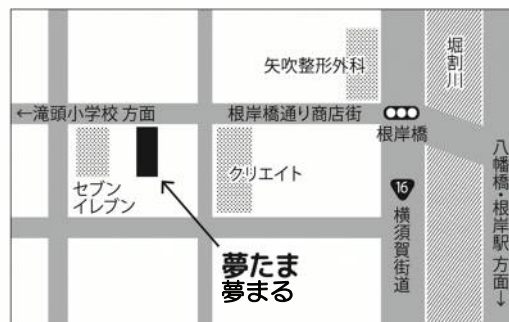 矢吹整形外科
堀割川
←滝頭小学校 方面
根岸橋通り商店街
根岸橋
セブン
イレブン
クリエイト
16
横須賀街道
八幡橋・根岸駅 方面→
夢たま
夢まる